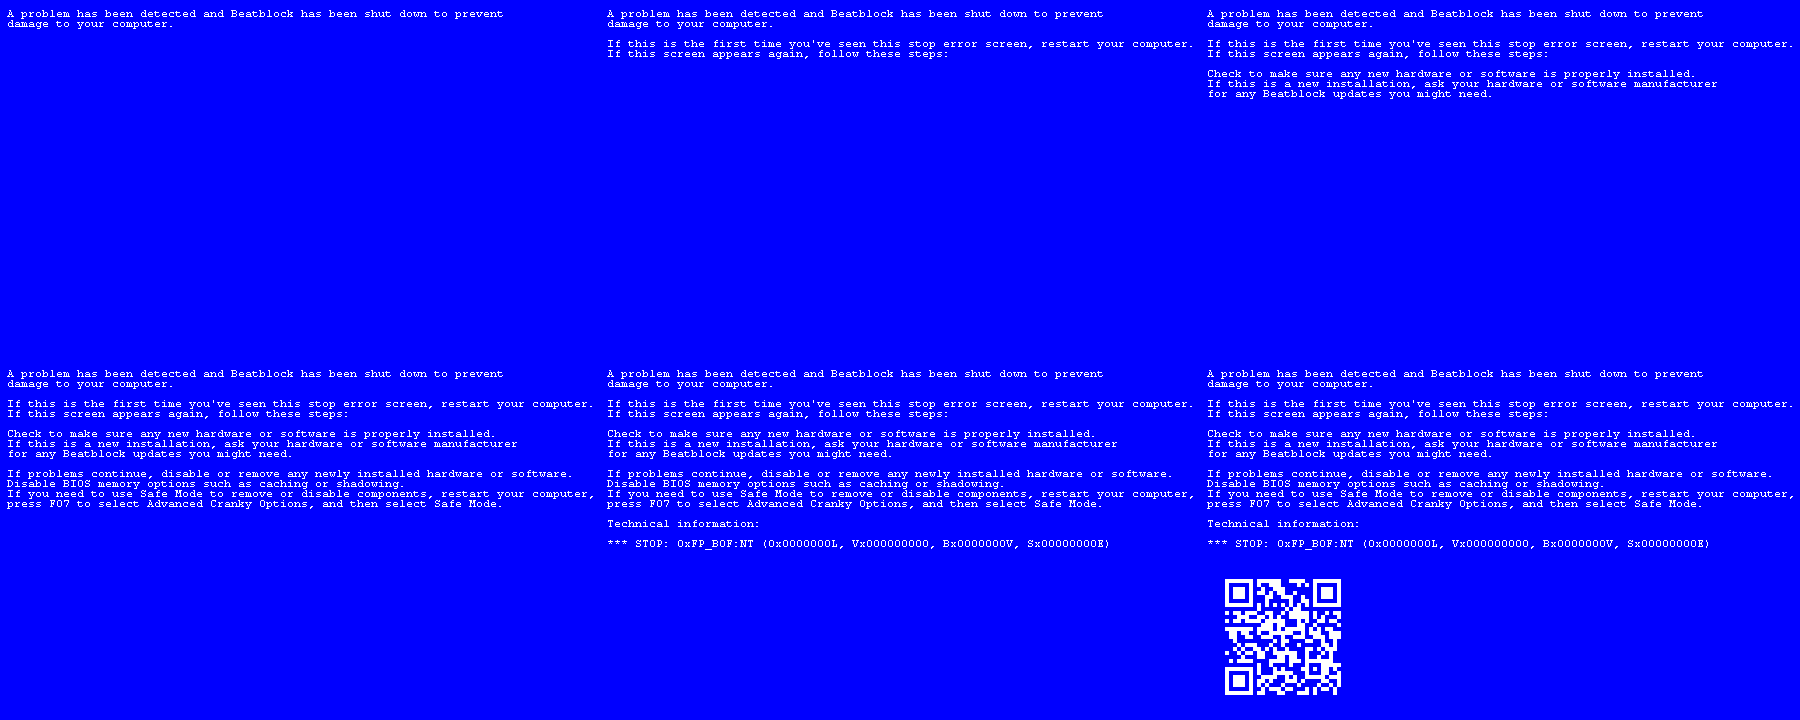 A problem has been detected and Beatblock has been shut down to prevent
damage to your computer.
A problem has been detected and Beatblock has been shut down to prevent
damage to your computer.
If this is the first time you've seen this stop error screen, restart your computer.
If this screen appears again, follow these steps:
A problem has been detected and Beatblock has been shut down to prevent
damage to your computer.
If this is the first time you've seen this stop error screen, restart your computer.
If this screen appears again, follow these steps:
Check to make sure any new hardware or software is properly installed.
If this is a new installation, ask your hardware or software manufacturer
for any Beatblock updates you might need.
A problem has been detected and Beatblock has been shut down to prevent
damage to your computer.
If this is the first time you've seen this stop error screen, restart your computer.
If this screen appears again, follow these steps:
Check to make sure any new hardware or software is properly installed.
If this is a new installation, ask your hardware or software manufacturer
for any Beatblock updates you might need.
If problems continue, disable or remove any newly installed hardware or software.
Disable BIOS memory options such as caching or shadowing.
If you need to use Safe Mode to remove or disable components, restart your computer,
press F07 to select Advanced Cranky Options, and then select Safe Mode.
A problem has been detected and Beatblock has been shut down to prevent
damage to your computer.
If this is the first time you've seen this stop error screen, restart your computer.
If this screen appears again, follow these steps:
Check to make sure any new hardware or software is properly installed.
If this is a new installation, ask your hardware or software manufacturer
for any Beatblock updates you might need.
If problems continue, disable or remove any newly installed hardware or software.
Disable BIOS memory options such as caching or shadowing.
If you need to use Safe Mode to remove or disable components, restart your computer,
press F07 to select Advanced Cranky Options, and then select Safe Mode.
Technical information:
*** STOP: 0xFP_B0F:NT (0x0000000L, Vx000000000, Bx0000000V, Sx00000000E)
A problem has been detected and Beatblock has been shut down to prevent
damage to your computer.
If this is the first time you've seen this stop error screen, restart your computer.
If this screen appears again, follow these steps:
Check to make sure any new hardware or software is properly installed.
If this is a new installation, ask your hardware or software manufacturer
for any Beatblock updates you might need.
If problems continue, disable or remove any newly installed hardware or software.
Disable BIOS memory options such as caching or shadowing.
If you need to use Safe Mode to remove or disable components, restart your computer,
press F07 to select Advanced Cranky Options, and then select Safe Mode.
Technical information:
*** STOP: 0xFP_B0F:NT (0x0000000L, Vx000000000, Bx0000000V, Sx00000000E)